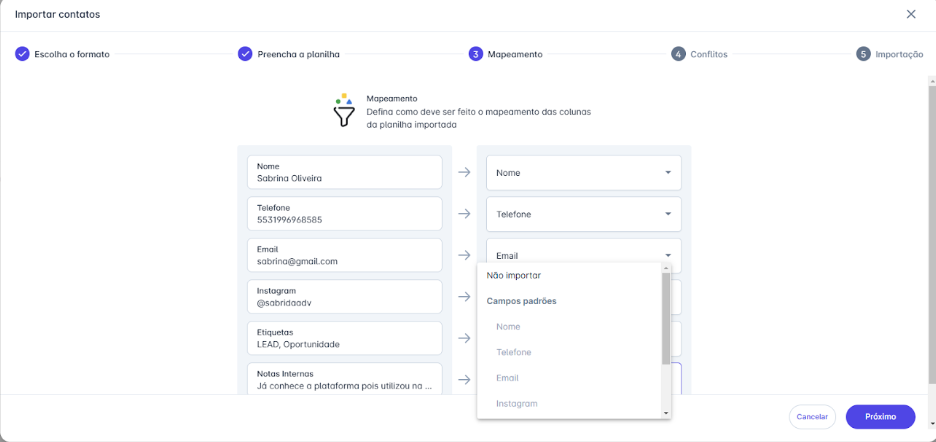 Importar contatos
Escolha o formato
Preencha a planilha
3 Mapeamento
4 Conflitos
5 Importação
Mapeamento
Defina como deve ser feito o mapeamento das colunas
da planilha importada
Nome
Sabrina Oliveira
Nome
Telefone
5531996968585
Telefone
Email
sabrina@gmail.com
Email
Instagram
@sabridaadv
Etiquetas
LEAD, Oportunidade
Notas Internas
Já conhece a plataforma pois utilizou na ...
Não importar
Campos padrões
Nome
Telefone
Email
Instagram
Cancelar
Próximo